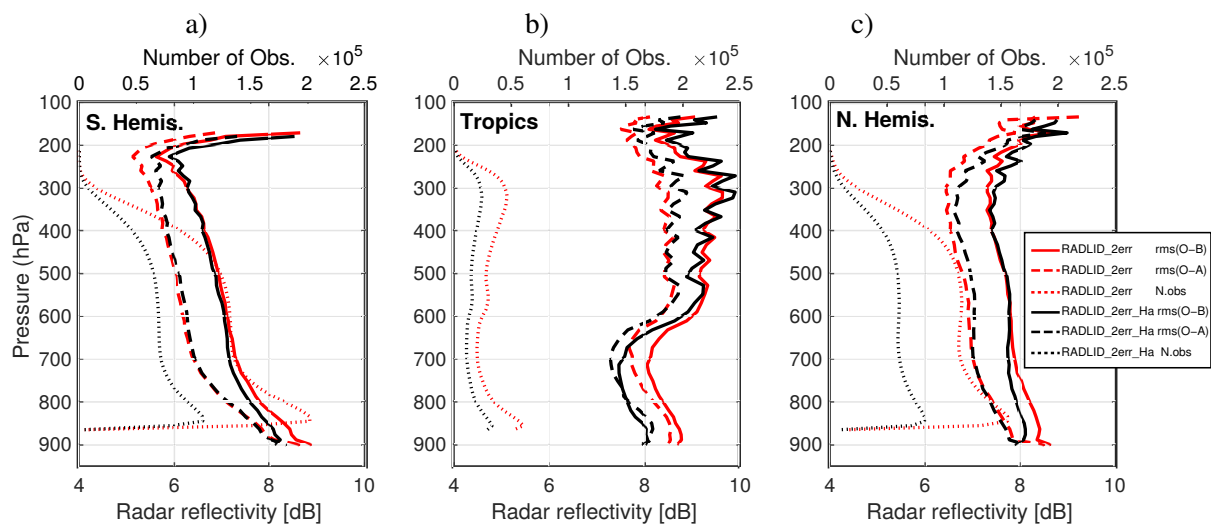 a)
b)
c)
Number of Obs. ×10^5
Number of Obs. ×10^5
Number of Obs. ×10^5
0 0.5 1 1.5 2 2.5
0 0.5 1 1.5 2 2.5
0 0.5 1 1.5 2 2.5
S. Hemis.
Tropics
N. Hemis.
Pressure (hPa)
100
200
300
400
500
600
700
800
900
100
200
300
400
500
600
700
800
900
100
200
300
400
500
600
700
800
900
RADLID_2err rms(O−B)
RADLID_2err rms(O−A)
RADLID_2err N.obs
RADLID_2err_Ha rms(O−B)
RADLID_2err_Ha rms(O−A)
RADLID_2err_Ha N.obs
4 6 8 10
4 6 8 10
4 6 8 10
Radar reflectivity [dB]
Radar reflectivity [dB]
Radar reflectivity [dB]